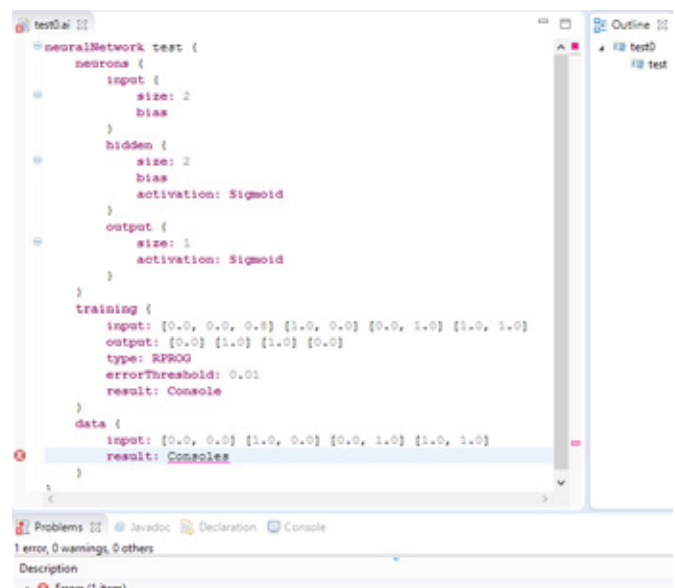 test0.ai
neuralNetwork test {
neurons {
input {
size: 2
bias
}
hidden {
size: 2
bias
activation: Sigmoid
}
output {
size: 1
activation: Sigmoid
}
}
training {
input: [0.0, 0.0, 0.8] [1.0, 0.0] [0.0, 1.0] [1.0, 1.0]
output: [0.0] [1.0] [1.0] [0.0]
type: RPROG
errorThreshold: 0.01
result: Console
}
data {
input: [0.0, 0.0] [1.0, 0.0] [0.0, 1.0] [1.0, 1.0]
result: Consoles
}
}
Outline
test0
test
Problems Javadoc Declaration Console
1 error, 0 warnings, 0 others
Description
Errors (1 item)